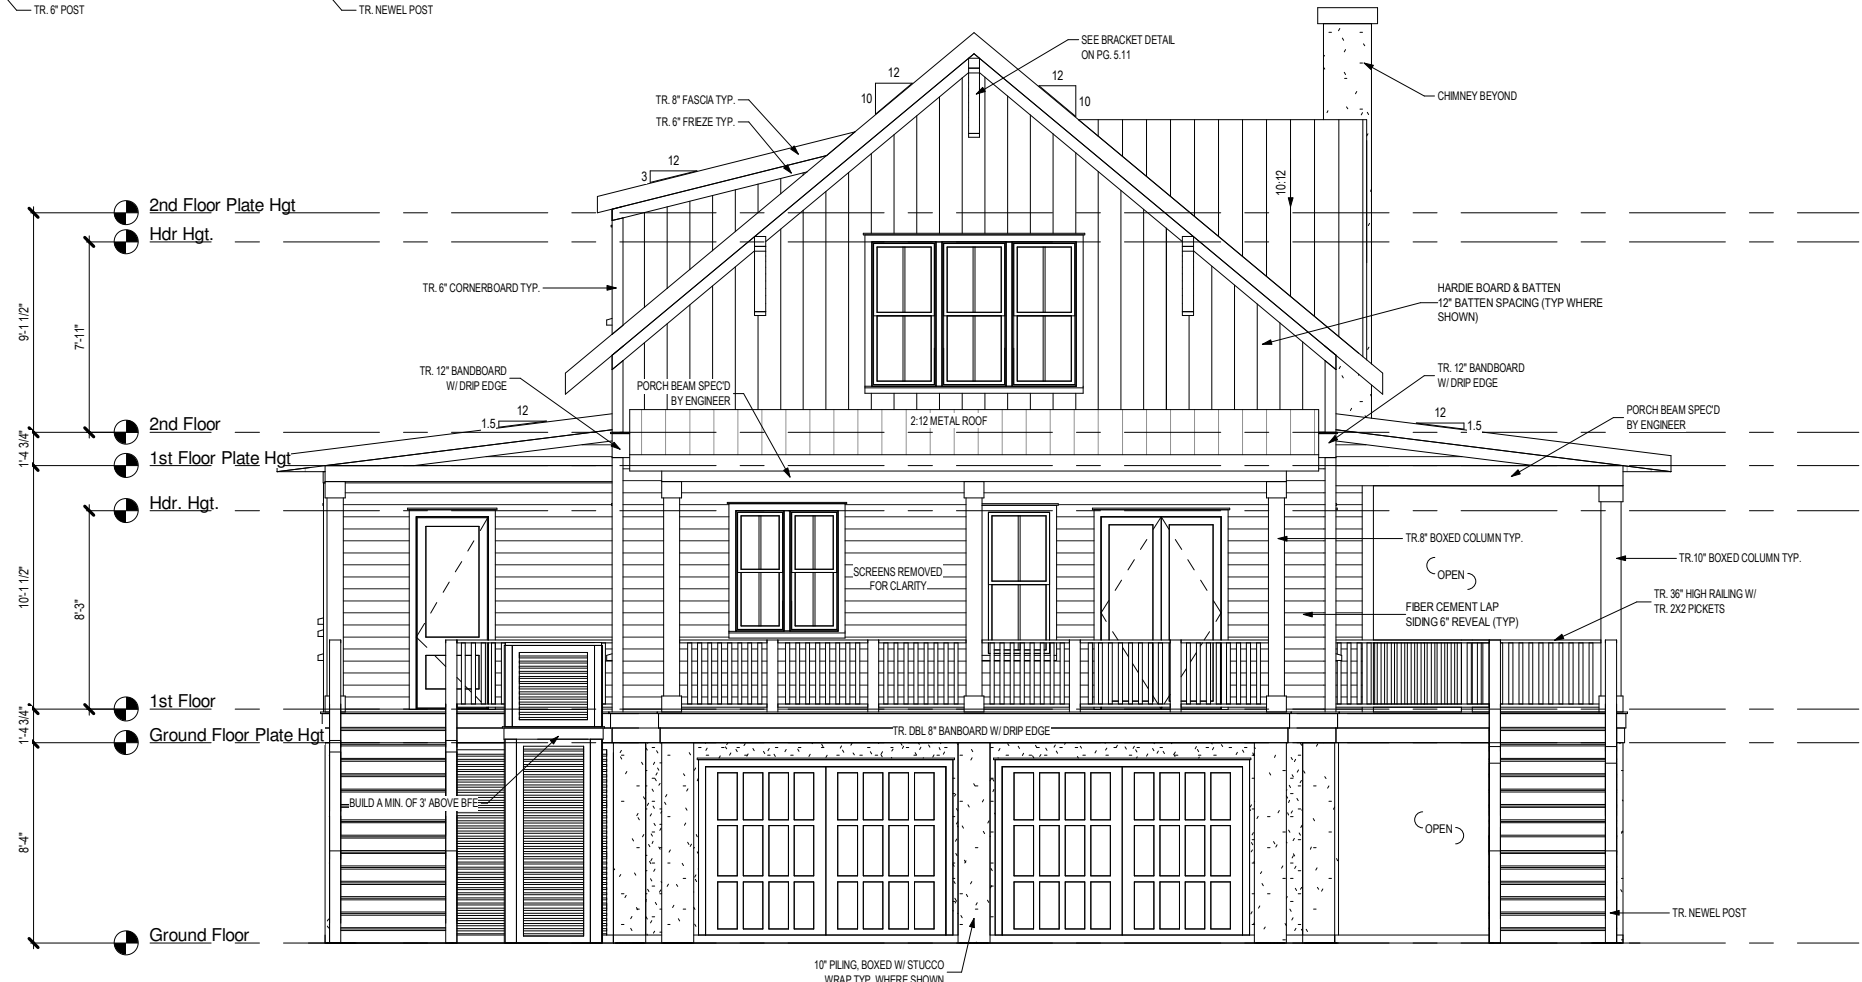 TR. 6" POST
TR. NEWEL POST
SEE BRACKET DETAIL
ON PG. 5.11
12
10
12
10
CHIMNEY BEYOND
TR. 8" FASCIA TYP.
TR. 6" FRIEZE TYP.
12
3
10:12
2nd Floor Plate Hgt
Hdr Hgt.
TR. 6" CORNERBOARD TYP.
HARDIE BOARD & BATTEN
12" BATTEN SPACING (TYP WHERE
SHOWN)
9'-1 1/2"
7'-11"
TR. 12" BANDBOARD
W/ DRIP EDGE
PORCH BEAM SPEC'D
BY ENGINEER
TR. 12" BANDBOARD
W/ DRIP EDGE
12
1.5
2:12 METAL ROOF
12
1.5
PORCH BEAM SPEC'D
BY ENGINEER
2nd Floor
1'-4 3/4"
1st Floor Plate Hgt
Hdr. Hgt.
TR.8" BOXED COLUMN TYP.
TR.10" BOXED COLUMN TYP.
SCREENS REMOVED
FOR CLARITY
OPEN
10'-1 1/2"
8'-3"
FIBER CEMENT LAP
SIDING 6" REVEAL (TYP)
TR. 36" HIGH RAILING W/
TR. 2X2 PICKETS
1st Floor
1'-4 3/4"
Ground Floor Plate Hgt
TR. DBL 8" BANBOARD W/ DRIP EDGE
BUILD A MIN. OF 3' ABOVE BFE
OPEN
8'-4"
TR. NEWEL POST
Ground Floor
10" PILING, BOXED W/ STUCCO
WRAP TYP. WHERE SHOWN